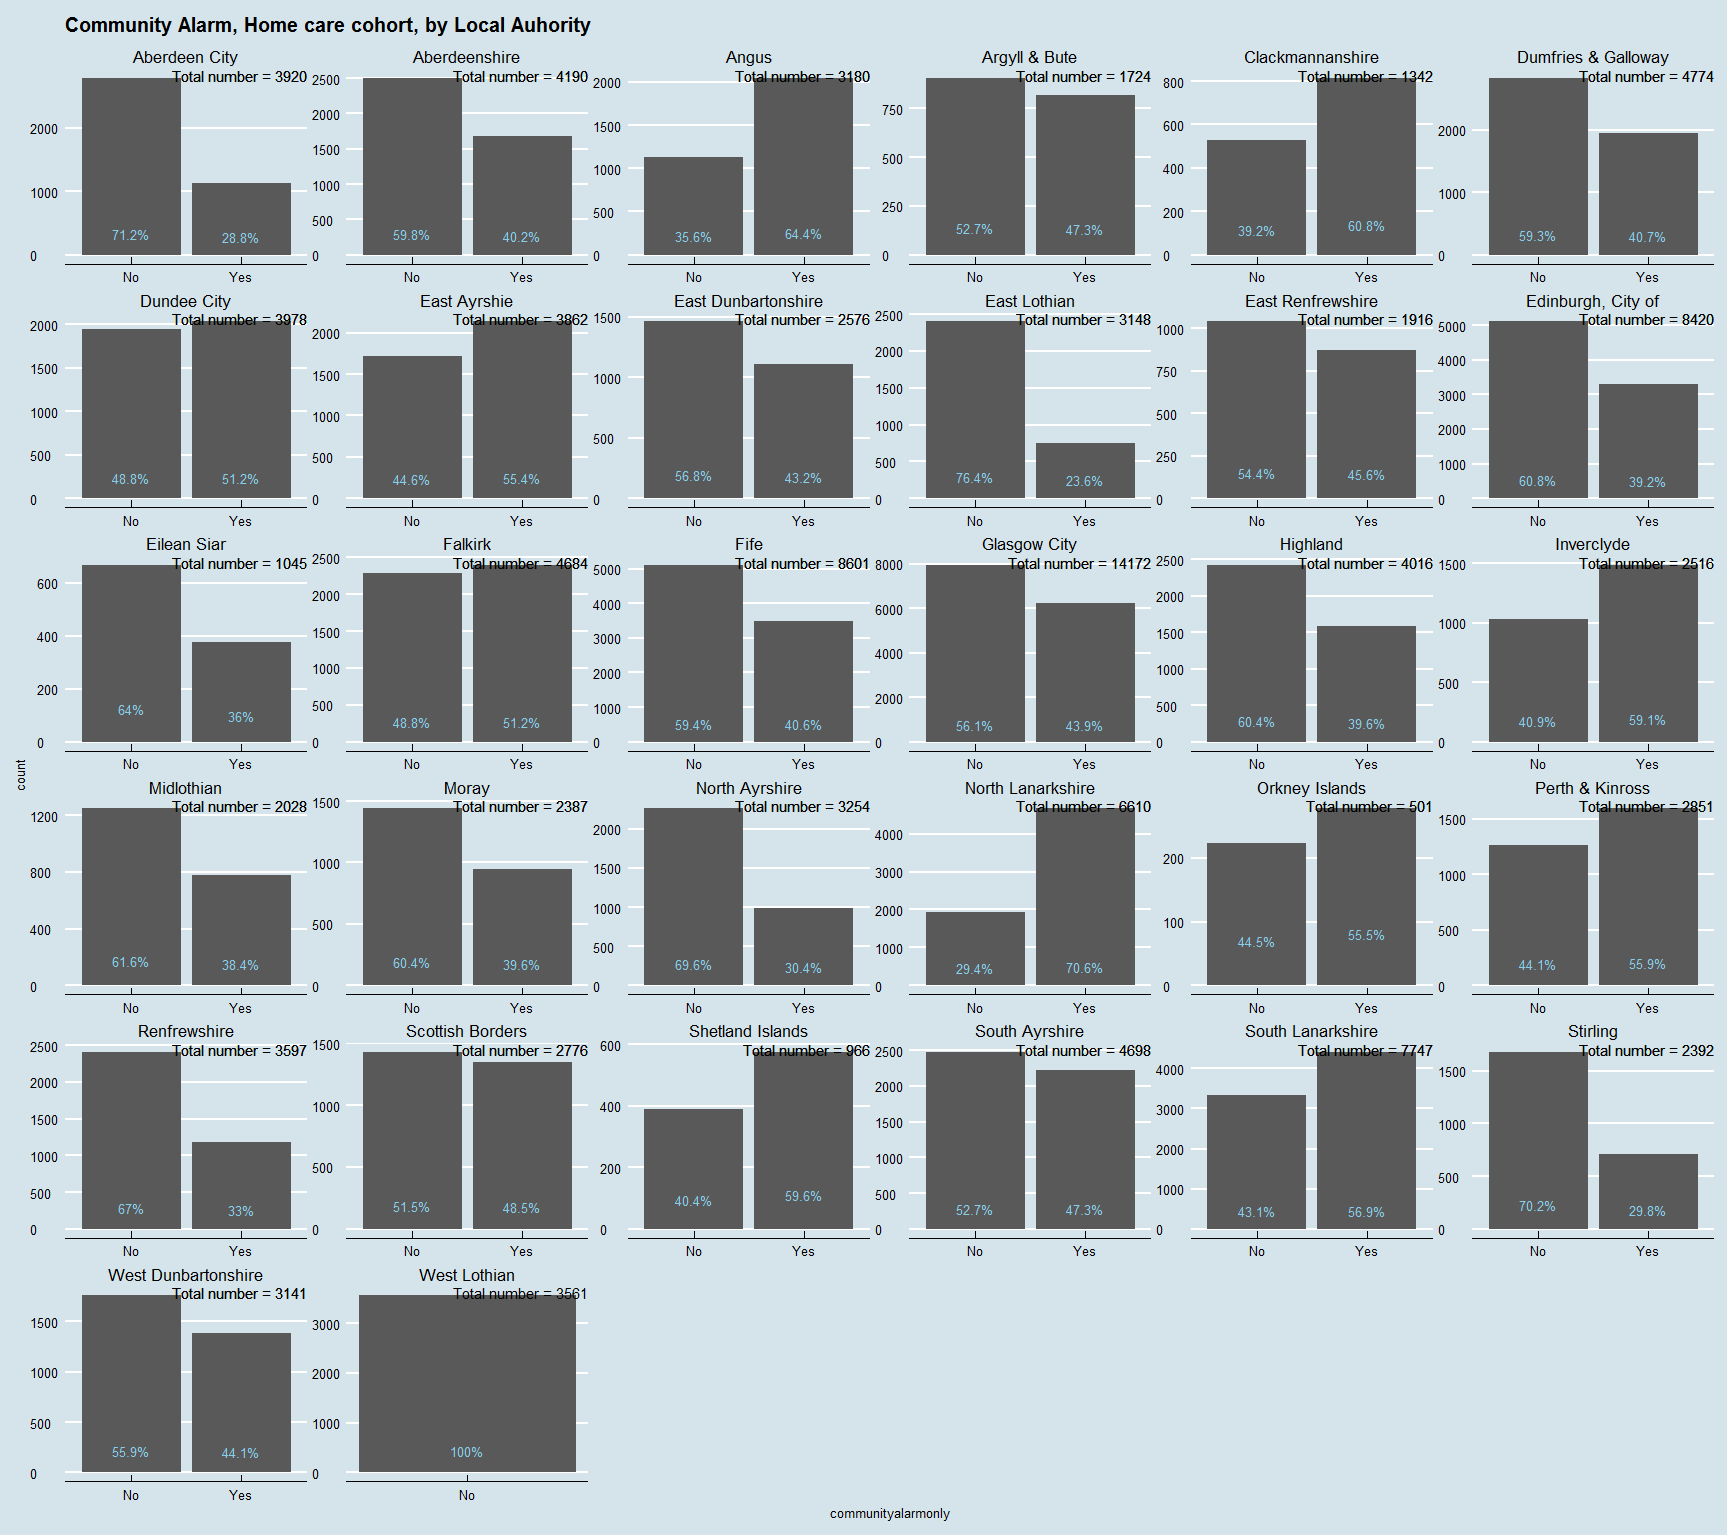 Community Alarm, Home care cohort, by Local Auhority
Aberdeen City
Total number = 3920
2000
1000
0
71.2%
28.8%
No
Yes
Aberdeenshire
Total number = 4190
2500
2000
1500
1000
500
0
59.8%
40.2%
No
Yes
Angus
Total number = 3180
2000
1500
1000
500
0
35.6%
64.4%
No
Yes
Argyll & Bute
Total number = 1724
750
500
250
0
52.7%
47.3%
No
Yes
Clackmannanshire
Total number = 1342
800
600
400
200
0
39.2%
60.8%
No
Yes
Dumfries & Galloway
Total number = 4774
2000
1000
0
59.3%
40.7%
No
Yes
Dundee City
Total number = 3978
2000
1500
1000
500
0
48.8%
51.2%
No
Yes
East Ayrshie
Total number = 3862
2000
1500
1000
500
0
44.6%
55.4%
No
Yes
East Dunbartonshire
Total number = 2576
1500
1000
500
0
56.8%
43.2%
No
Yes
East Lothian
Total number = 3148
2500
2000
1500
1000
500
0
76.4%
23.6%
No
Yes
East Renfrewshire
Total number = 1916
1000
750
500
250
0
54.4%
45.6%
No
Yes
Edinburgh, City of
Total number = 8420
5000
4000
3000
2000
1000
0
60.8%
39.2%
No
Yes
Eilean Siar
Total number = 1045
600
400
200
0
64%
36%
No
Yes
Falkirk
Total number = 4684
2500
2000
1500
1000
500
0
48.8%
51.2%
No
Yes
Fife
Total number = 8601
5000
4000
3000
2000
1000
0
59.4%
40.6%
No
Yes
Glasgow City
Total number = 14172
8000
6000
4000
2000
0
56.1%
43.9%
No
Yes
Highland
Total number = 4016
2500
2000
1500
1000
500
0
60.4%
39.6%
No
Yes
Inverclyde
Total number = 2516
1500
1000
500
0
40.9%
59.1%
No
Yes
count
Midlothian
Total number = 2028
1200
800
400
0
61.6%
38.4%
No
Yes
Moray
Total number = 2387
1500
1000
500
0
60.4%
39.6%
No
Yes
North Ayrshire
Total number = 3254
2000
1500
1000
500
0
69.6%
30.4%
No
Yes
North Lanarkshire
Total number = 6610
4000
3000
2000
1000
0
29.4%
70.6%
No
Yes
Orkney Islands
Total number = 501
200
100
0
44.5%
55.5%
No
Yes
Perth & Kinross
Total number = 2851
1500
1000
500
0
44.1%
55.9%
No
Yes
Renfrewshire
Total number = 3597
2500
2000
1500
1000
500
0
67%
33%
No
Yes
Scottish Borders
Total number = 2776
1500
1000
500
0
51.5%
48.5%
No
Yes
Shetland Islands
Total number = 966
600
400
200
0
40.4%
59.6%
No
Yes
South Ayrshire
Total number = 4698
2500
2000
1500
1000
500
0
52.7%
47.3%
No
Yes
South Lanarkshire
Total number = 7747
4000
3000
2000
1000
0
43.1%
56.9%
No
Yes
Stirling
Total number = 2392
1500
1000
500
0
70.2%
29.8%
No
Yes
West Dunbartonshire
Total number = 3141
1500
1000
500
0
55.9%
44.1%
No
Yes
West Lothian
Total number = 3561
3000
2000
1000
0
100%
No
communityalarmonly